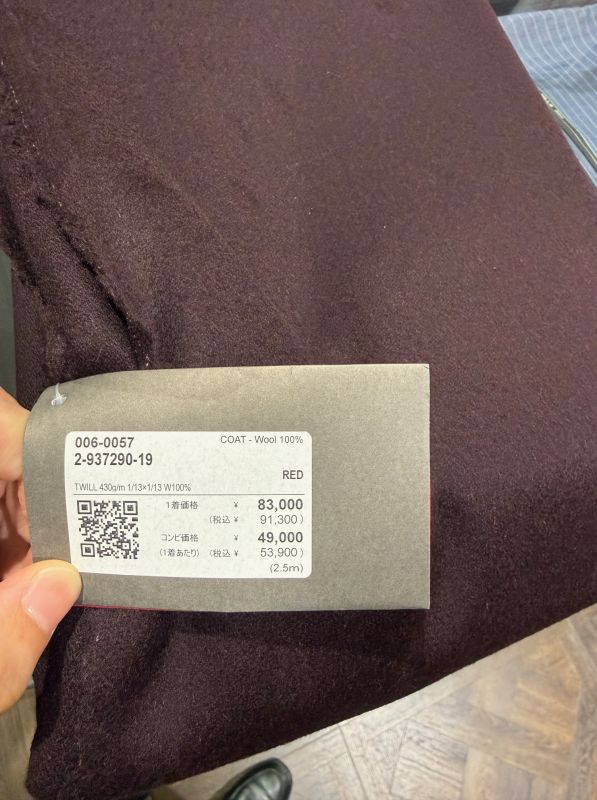 006-0057
COAT - Wool 100%
2-937290-19
RED
TWILL 430g/m 1/13×1/13 W100%
1着価格 ¥ 83,000
(税込 ¥ 91,300 )
コンビ価格 ¥ 49,000
(1着あたり) (税込 ¥ 53,900 )
(2.5m)